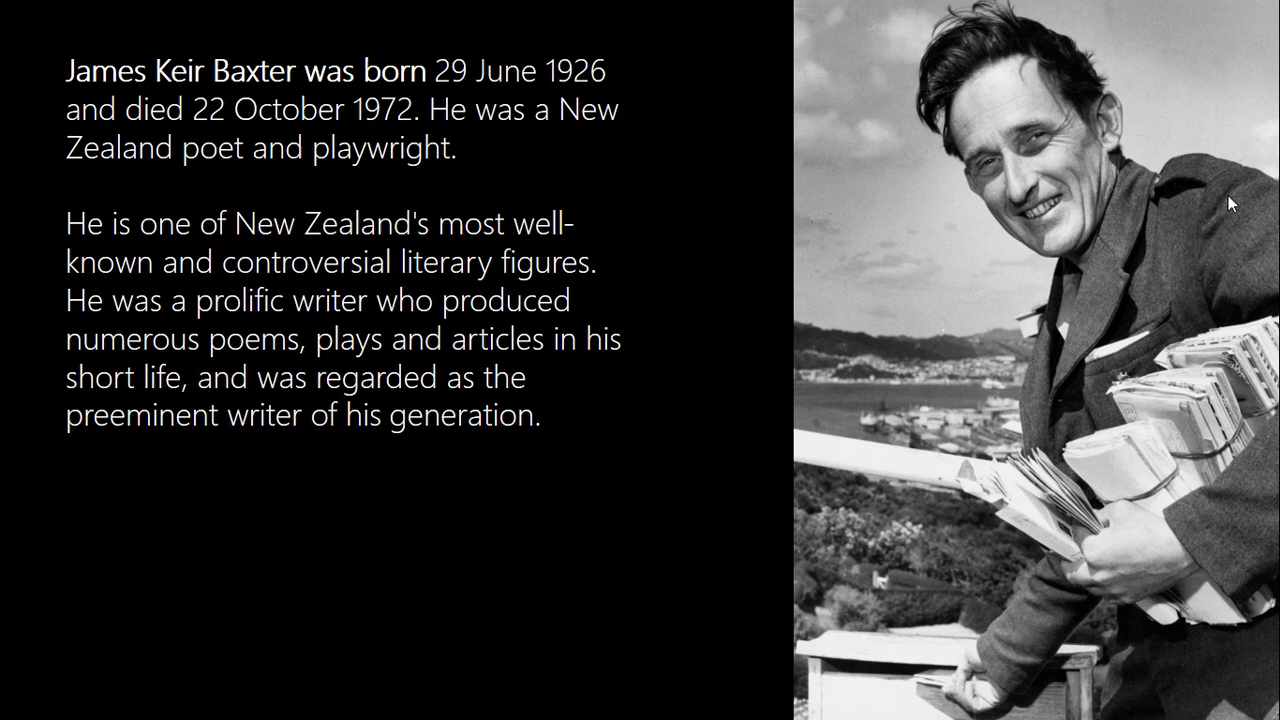 James Keir Baxter was born 29 June 1926
and died 22 October 1972. He was a New
Zealand poet and playwright.
He is one of New Zealand's most well-
known and controversial literary figures.
He was a prolific writer who produced
numerous poems, plays and articles in his
short life, and was regarded as the
preeminent writer of his generation.